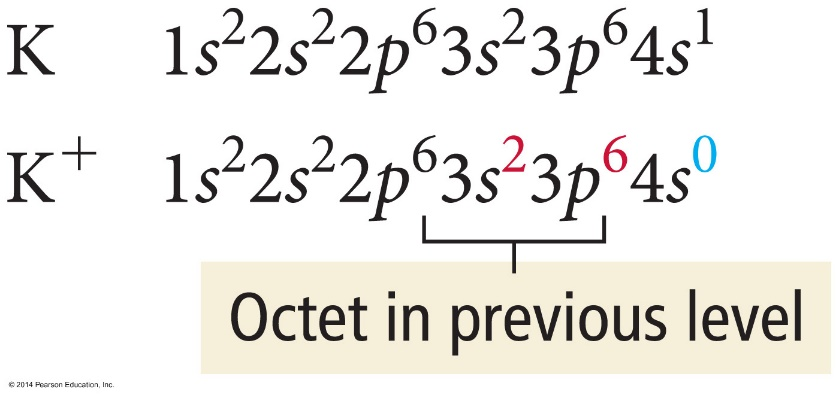 K 1s²2s²2p⁶3s²3p⁶4s¹
K⁺ 1s²2s²2p⁶3s²3p⁶4s⁰
Octet in previous level
© 2014 Pearson Education, Inc.